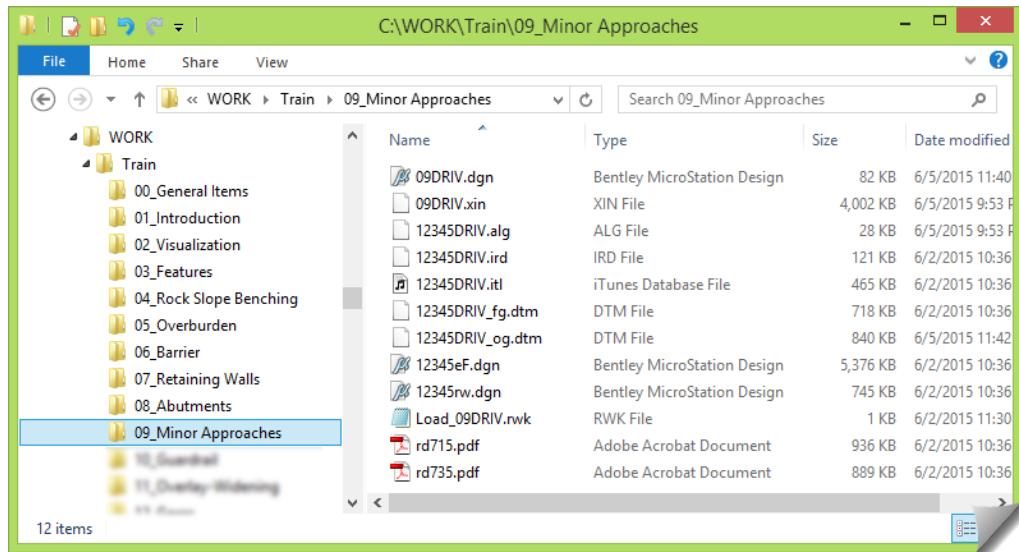 C:\WORK\Train\09_Minor Approaches
File Home Share View
« WORK Train 09_Minor Approaches Search 09_Minor Approaches
WORK
Train
00_General Items
01_Introduction
02_Visualization
03_Features
04_Rock Slope Benching
05_Overburden
06_Barrier
07_Retaining Walls
08_Abutments
09_Minor Approaches
10_Guardrail
11_Overlay-Widening
Name Type Size Date modified
09DRIV.dgn Bentley MicroStation Design 82 KB 6/5/2015 11:40
09DRIV.xin XIN File 4,002 KB 6/5/2015 9:53 P
12345DRIV.alg ALG File 28 KB 6/5/2015 9:53 P
12345DRIV.ird IRD File 121 KB 6/2/2015 10:36
12345DRIV.itl iTunes Database File 465 KB 6/2/2015 10:36
12345DRIV_fg.dtm DTM File 718 KB 6/2/2015 10:36
12345DRIV_og.dtm DTM File 840 KB 6/5/2015 11:42
12345eF.dgn Bentley MicroStation Design 5,376 KB 6/2/2015 10:36
12345rw.dgn Bentley MicroStation Design 745 KB 6/2/2015 10:36
Load_09DRIV.rwk RWK File 1 KB 6/2/2015 11:30
rd715.pdf Adobe Acrobat Document 936 KB 6/2/2015 10:36
rd735.pdf Adobe Acrobat Document 889 KB 6/2/2015 10:36
12 items